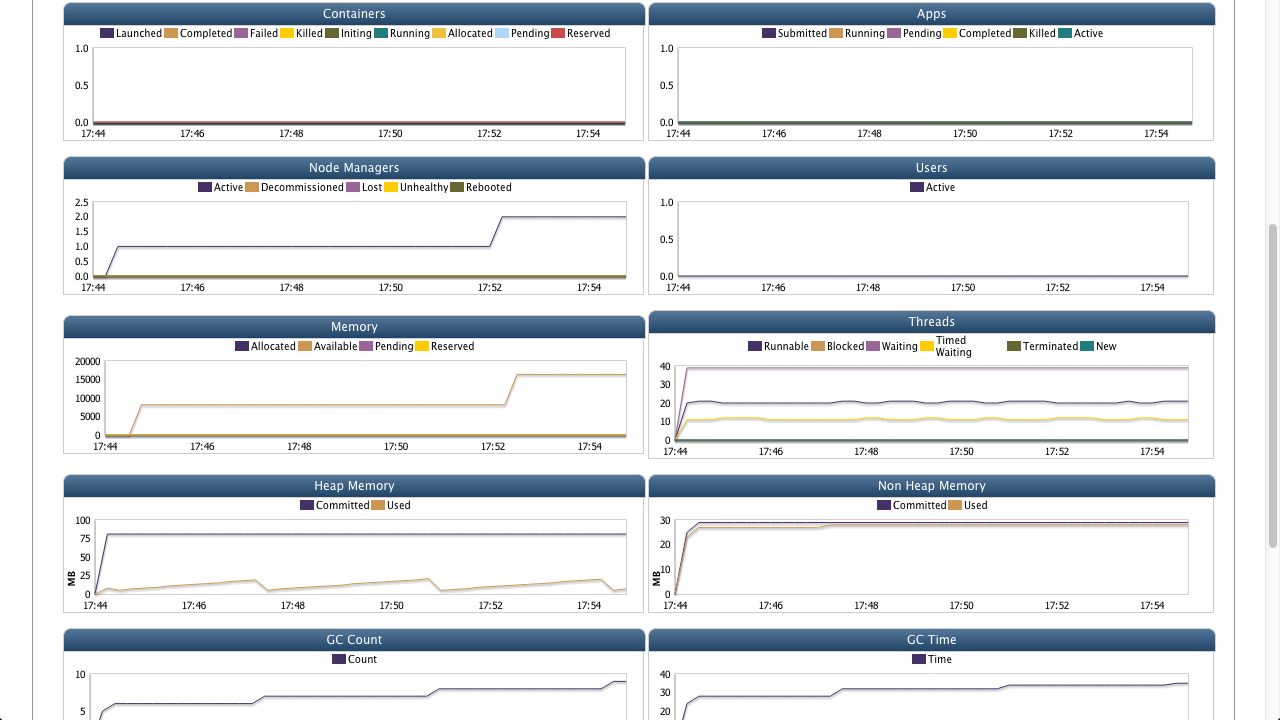 Containers
Launched Completed Failed Killed Initing Running Allocated Pending Reserved
1.0
0.5
0.0
17:44 17:46 17:48 17:50 17:52 17:54
Apps
Submitted Running Pending Completed Killed Active
1.0
0.5
0.0
17:44 17:46 17:48 17:50 17:52 17:54
Node Managers
Active Decommissioned Lost Unhealthy Rebooted
2.5
2.0
1.5
1.0
0.5
0.0
17:44 17:46 17:48 17:50 17:52 17:54
Users
Active
1.0
0.5
0.0
17:44 17:46 17:48 17:50 17:52 17:54
Memory
Allocated Available Pending Reserved
20000
15000
10000
5000
0
17:44 17:46 17:48 17:50 17:52 17:54
Threads
Runnable Blocked Waiting Timed Waiting Terminated New
40
30
20
10
0
17:44 17:46 17:48 17:50 17:52 17:54
Heap Memory
Committed Used
100
75
50
25
0
MB
17:44 17:46 17:48 17:50 17:52 17:54
Non Heap Memory
Committed Used
30
20
10
0
MB
17:44 17:46 17:48 17:50 17:52 17:54
GC Count
Count
10
5
GC Time
Time
40
30
20